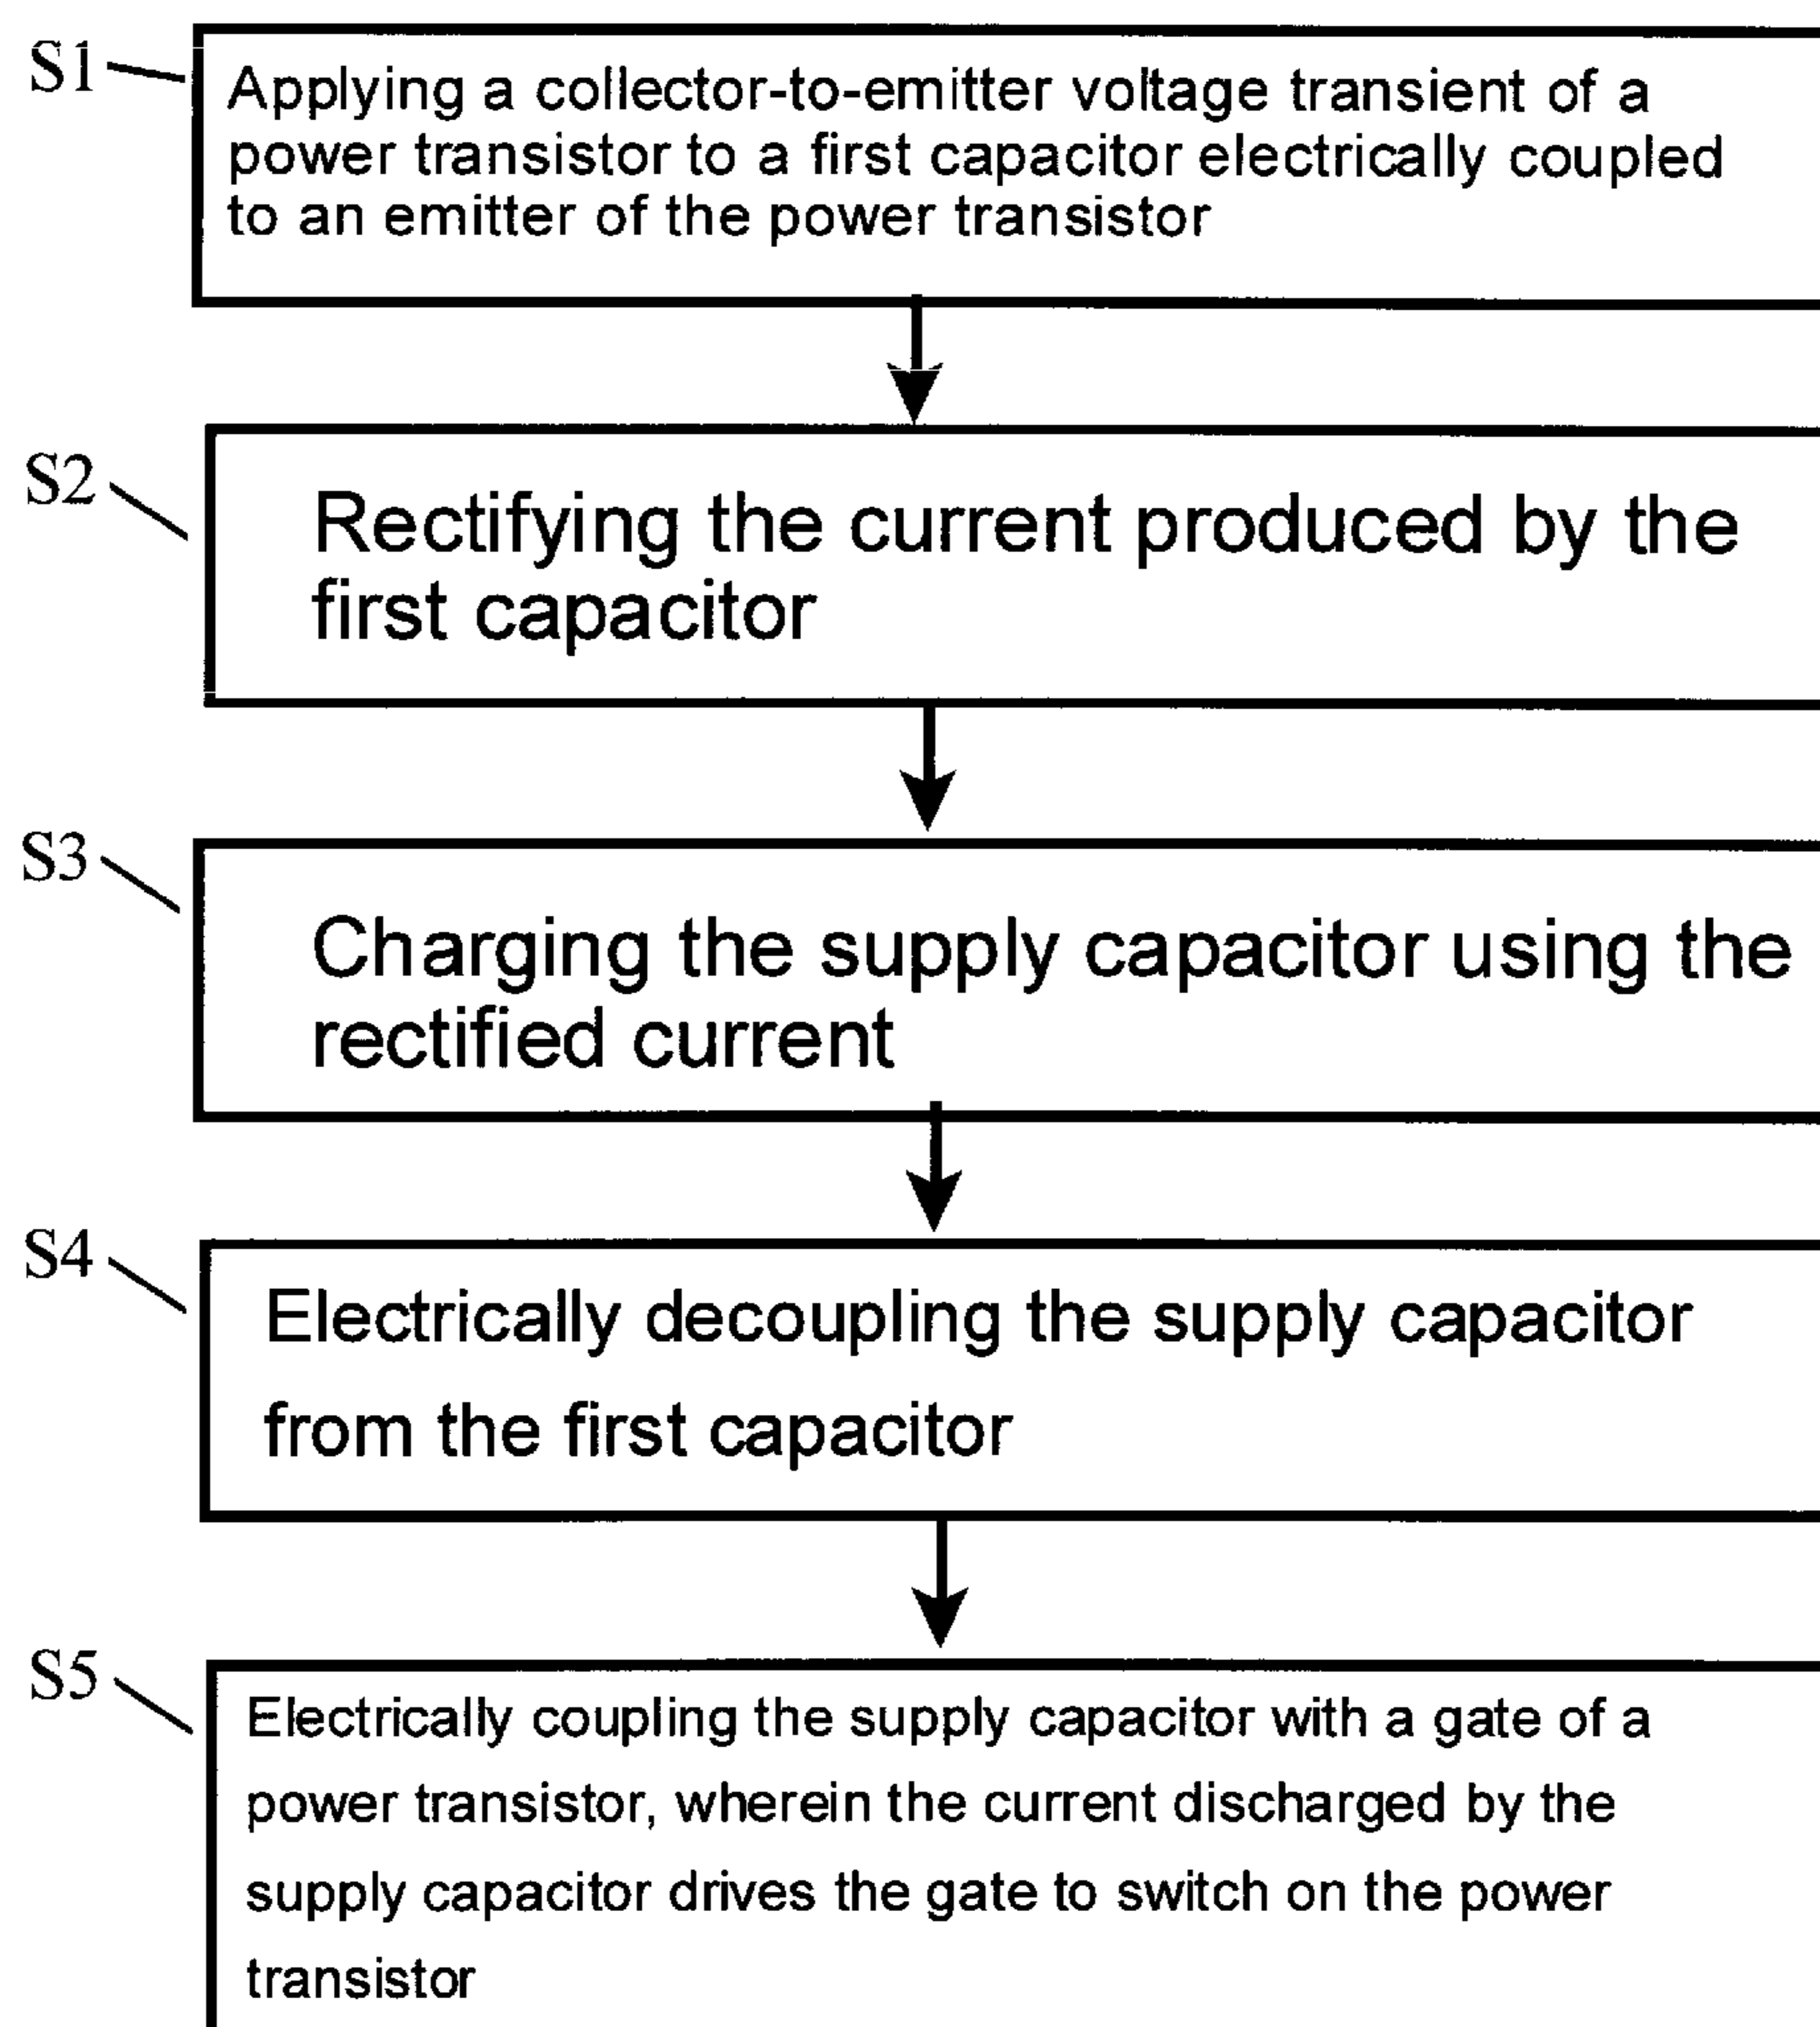 S1
Applying a collector-to-emitter voltage transient of a
power transistor to a first capacitor electrically coupled
to an emitter of the power transistor
S2
Rectifying the current produced by the
first capacitor
S3
Charging the supply capacitor using the
rectified current
S4
Electrically decoupling the supply capacitor
from the first capacitor
S5
Electrically coupling the supply capacitor with a gate of a
power transistor, wherein the current discharged by the
supply capacitor drives the gate to switch on the power
transistor